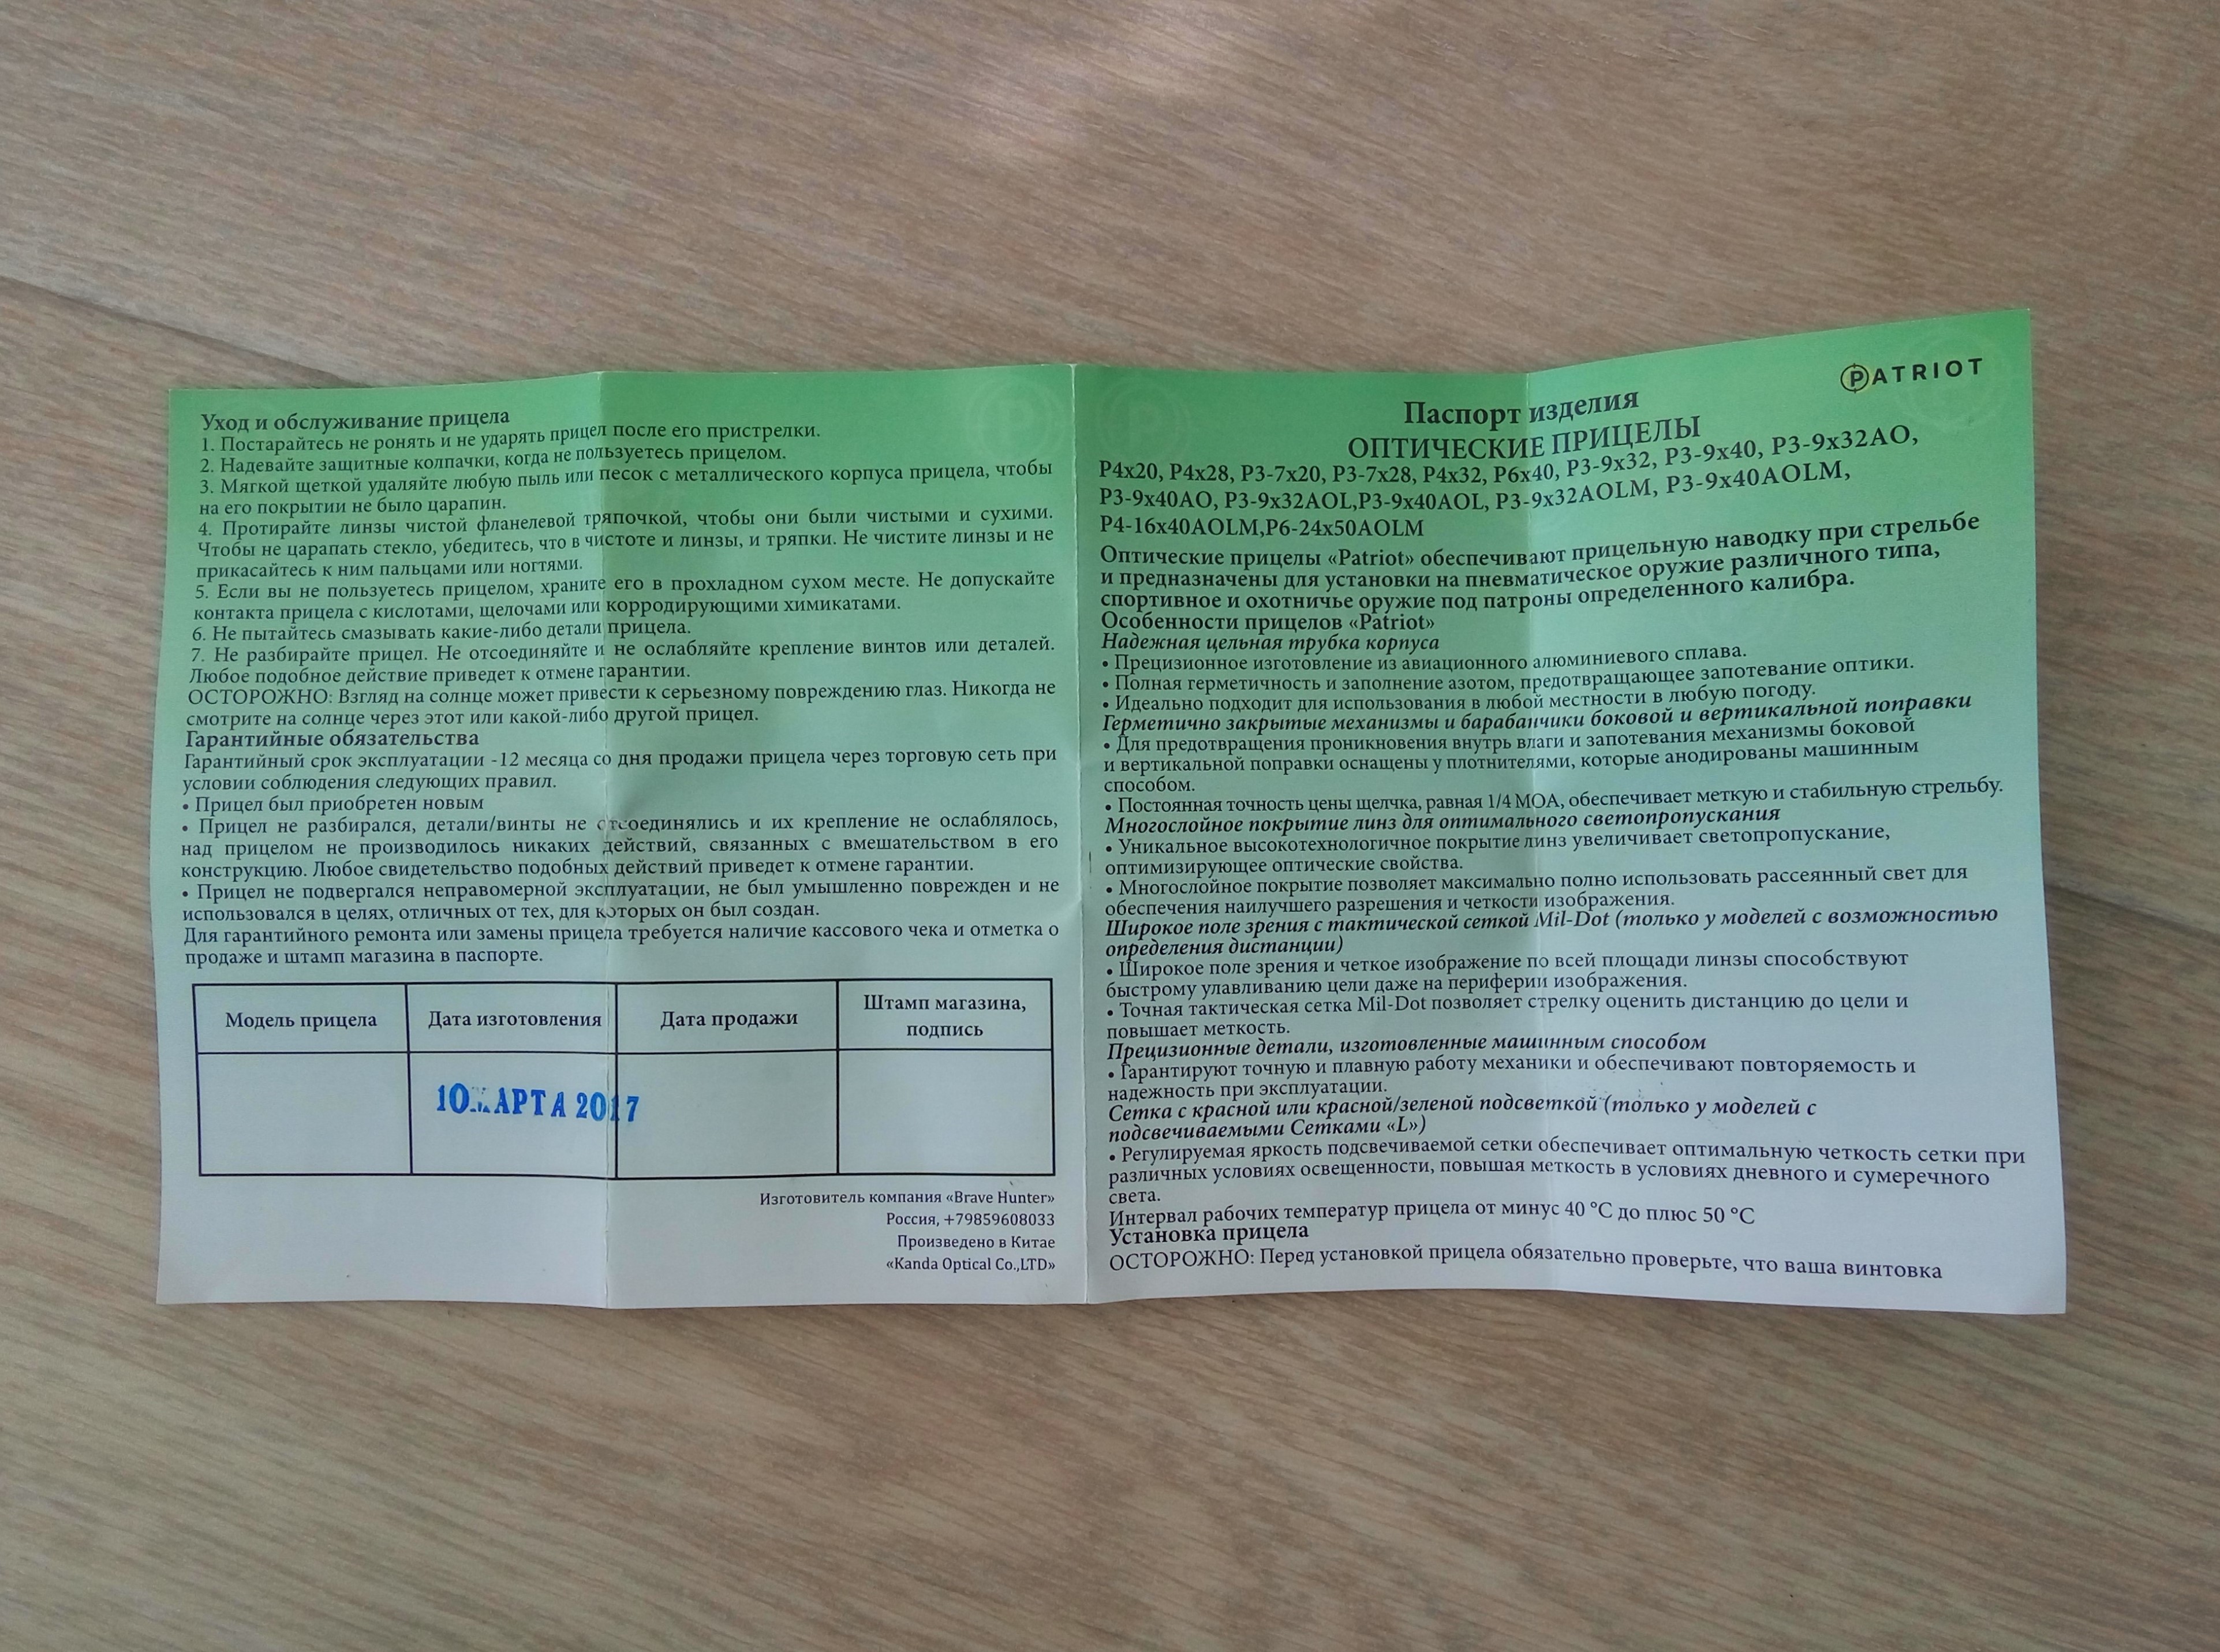 Уход и обслуживание прицела
1. Постарайтесь не ронять и не ударять прицел после его пристрелки.
2. Надевайте защитные колпачки, когда не пользуетесь прицелом.
3. Мягкой щеткой удаляйте любую пыль или песок с металлического корпуса прицела, чтобы
на его покрытии не было царапин.
4. Протирайте линзы чистой фланелевой тряпочкой, чтобы они были чистыми и сухими.
Чтобы не царапать стекло, убедитесь, что в чистоте и линзы, и тряпки. Не чистите линзы и не
прикасайтесь к ним пальцами или ногтями.
5. Если вы не пользуетесь прицелом, храните его в прохладном сухом месте. Не допускайте
контакта прицела с кислотами, щелочами или корродирующими химикатами.
6. Не пытайтесь смазывать какие-либо детали прицела.
7. Не разбирайте прицел. Не отсоединяйте и не ослабляйте крепление винтов или деталей.
Любое подобное действие приведет к отмене гарантии.
ОСТОРОЖНО: Взгляд на солнце может привести к серьезному повреждению глаз. Никогда не
смотрите на солнце через этот или какой-либо другой прицел.
Гарантийные обязательства
Гарантийный срок эксплуатации -12 месяца со дня продажи прицела через торговую сеть при
условии соблюдения следующих правил.
• Прицел был приобретен новым
• Прицел не разбирался, детали/винты не отсоединялись и их крепление не ослаблялось,
над прицелом не производилось никаких действий, связанных с вмешательством в его
конструкцию. Любое свидетельство подобных действий приведет к отмене гарантии.
• Прицел не подвергался неправомерной эксплуатации, не был умышленно поврежден и не
использовался в целях, отличных от тех, для которых он был создан.
Для гарантийного ремонта или замены прицела требуется наличие кассового чека и отметка о
продаже и штамп магазина в паспорте.
Модель прицела
Дата изготовления
Дата продажи
Штамп магазина,
подпись
10 МАРТА 2017
Изготовитель компания «Brave Hunter»
Россия, +79859608033
Произведено в Китае
«Kanda Optical Co.,LTD»
PATRIOT
Паспорт изделия
ОПТИЧЕСКИЕ ПРИЦЕЛЫ
P4x20, P4x28, P3-7x20, P3-7x28, P4x32, P6x40, P3-9x32, P3-9x40, P3-9x32AO,
P3-9x40AO, P3-9x32AOL,P3-9x40AOL, P3-9x32AOLM, P3-9x40AOLM,
P4-16x40AOLM,P6-24x50AOLM
Оптические прицелы «Patriot» обеспечивают прицельную наводку при стрельбе
и предназначены для установки на пневматическое оружие различного типа,
спортивное и охотничье оружие под патроны определенного калибра.
Особенности прицелов «Patriot»
Надежная цельная трубка корпуса
• Прецизионное изготовление из авиационного алюминиевого сплава.
• Полная герметичность и заполнение азотом, предотвращающее запотевание оптики.
• Идеально подходит для использования в любой местности в любую погоду.
Герметично закрытые механизмы и барабанчики боковой и вертикальной поправки
• Для предотвращения проникновения внутрь влаги и запотевания механизмы боковой
и вертикальной поправки оснащены у плотнителями, которые анодированы машинным
способом.
• Постоянная точность цены щелчка, равная 1/4 MOA, обеспечивает меткую и стабильную стрельбу.
Многослойное покрытие линз для оптимального светопропускания
• Уникальное высокотехнологичное покрытие линз увеличивает светопропускание,
оптимизирующее оптические свойства.
• Многослойное покрытие позволяет максимально полно использовать рассеянный свет для
обеспечения наилучшего разрешения и четкости изображения.
Широкое поле зрения с тактической сеткой Mil-Dot (только у моделей с возможностью
определения дистанции)
• Широкое поле зрения и четкое изображение по всей площади линзы способствуют
быстрому улавливанию цели даже на периферии изображения.
• Точная тактическая сетка Mil-Dot позволяет стрелку оценить дистанцию до цели и
повышает меткость.
Прецизионные детали, изготовленные машинным способом
• Гарантируют точную и плавную работу механики и обеспечивают повторяемость и
надежность при эксплуатации.
Сетка с красной или красной/зеленой подсветкой (только у моделей с
подсвечиваемыми Сетками «L»)
• Регулируемая яркость подсвечиваемой сетки обеспечивает оптимальную четкость сетки при
различных условиях освещенности, повышая меткость в условиях дневного и сумеречного
света.
Интервал рабочих температур прицела от минус 40 °C до плюс 50 °C
Установка прицела
ОСТОРОЖНО: Перед установкой прицела обязательно проверьте, что ваша винтовка